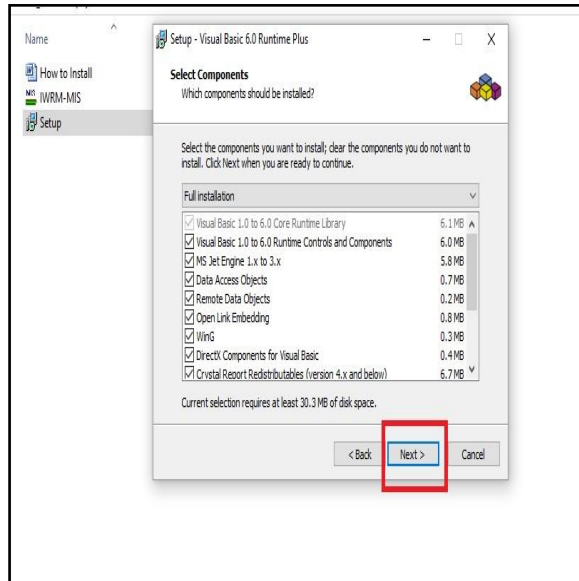 Name
How to Install
IWRM-MIS
Setup
Setup - Visual Basic 6.0 Runtime Plus
Select Components
Which components should be installed?
Select the components you want to install; clear the components you do not want to
install. Click Next when you are ready to continue.
Full installation
Visual Basic 1.0 to 6.0 Core Runtime Library 6.1 MB
Visual Basic 1.0 to 6.0 Runtime Controls and Components 6.0 MB
MS Jet Engine 1.x to 3.x 5.8 MB
Data Access Objects 0.7 MB
Remote Data Objects 0.2 MB
Open Link Embedding 0.8 MB
WinG 0.3 MB
DirectX Components for Visual Basic 0.4 MB
Crystal Report Redistributables (version 4.x and below) 6.7 MB
Current selection requires at least 30.3 MB of disk space.
< Back Next > Cancel